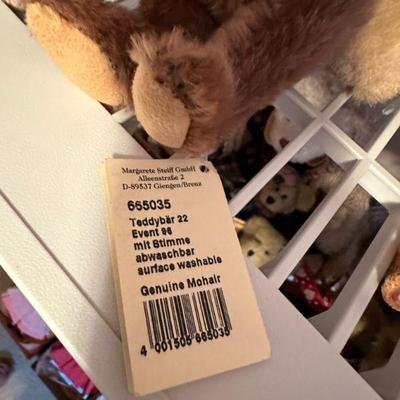 Margarete Steiff GmbH
Alleenstraße 2
D-89537 Giengen/Brenz
665035
Teddybär 22
Event 96
mit Stimme
abwaschbar
surface washable
Genuine Mohair
4 001505 665035